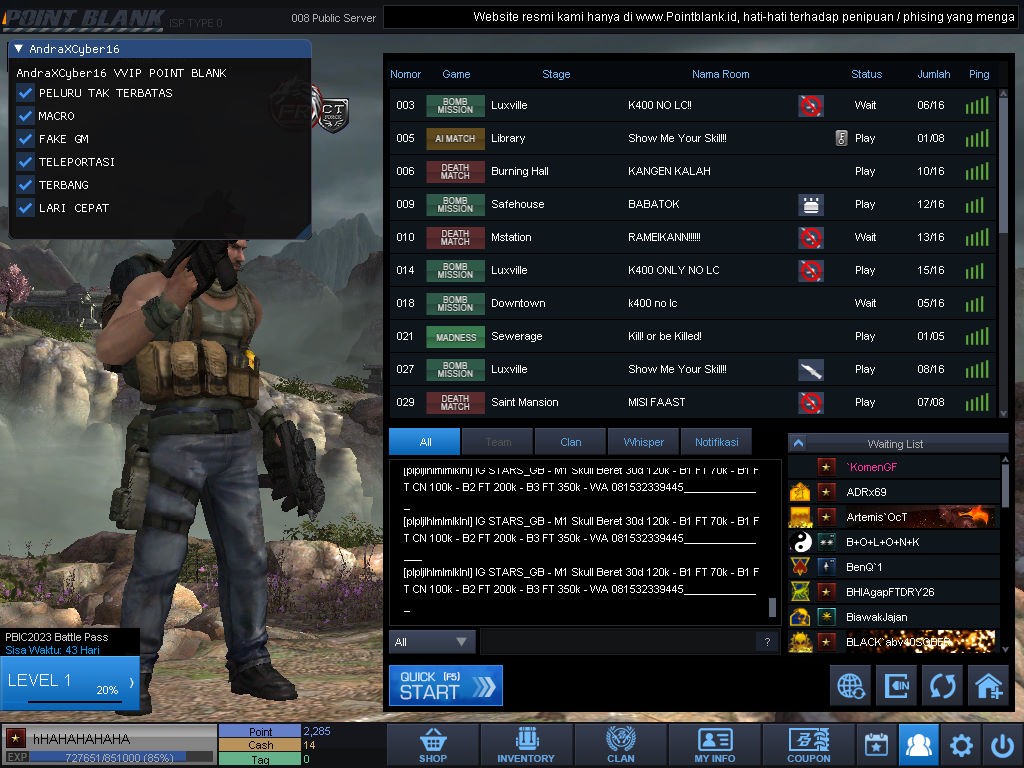 POINT BLANK ISP TYPE 0 008 Public Server Website resmi kami hanya di www.Pointblank.id, hati-hati terhadap penipuan / phising yang menga
▼ AndraXCyber16
AndraXCyber16 VVIP POINT BLANK
PELURU TAK TERBATAS
MACRO
FAKE GM
TELEPORTASI
TERBANG
LARI CEPAT
CT
FORCE
Nomor Game Stage Nama Room Status Jumlah Ping
003 BOMB MISSION Luxville K400 NO LC!! Wait 06/16
005 AI MATCH Library Show Me Your Skill!!! Play 01/08
006 DEATH MATCH Burning Hall KANGEN KALAH Play 10/16
009 BOMB MISSION Safehouse BABATOK Play 12/16
010 DEATH MATCH Mstation RAMEIKANN!!!!!! Wait 13/16
014 BOMB MISSION Luxville K400 ONLY NO LC Play 15/16
018 BOMB MISSION Downtown k400 no lc Wait 05/16
021 MADNESS Sewerage Kill! or be Killed! Play 01/05
027 BOMB MISSION Luxville Show Me Your Skill!!! Play 08/16
029 DEATH MATCH Saint Mansion MISI FAAST Play 07/08
All Team Clan Whisper Notifikasi
[plpljlhlmlmlklnl] IG STARS_GB - M1 Skull Beret 30d 120k - B1 FT 70k - B1 F
T CN 100k - B2 FT 200k - B3 FT 350k - WA 081532339445____________
_
[plpljlhlmlmlklnl] IG STARS_GB - M1 Skull Beret 30d 120k - B1 FT 70k - B1 F
T CN 100k - B2 FT 200k - B3 FT 350k - WA 081532339445____________
___
[plpljlhlmlmlklnl] IG STARS_GB - M1 Skull Beret 30d 120k - B1 FT 70k - B1 F
T CN 100k - B2 FT 200k - B3 FT 350k - WA 081532339445____________
_
All ▼ ?
Waiting List
`KomenGF
ADRx69
Artemis`OcT
B+O+L+O+N+K
BenQ`1
BHIAgapFTDRY26
BiawakJajan
BLACK`abv40SGDER
PBIC2023 Battle Pass
Sisa Waktu: 43 Hari
LEVEL 1
20%
QUICK (F5)
START
IN
hHAHAHAHAHA
EXP 727651/851000 (85%)
Point 2,285
Cash 14
Tag 0
SHOP INVENTORY CLAN MY INFO COUPON